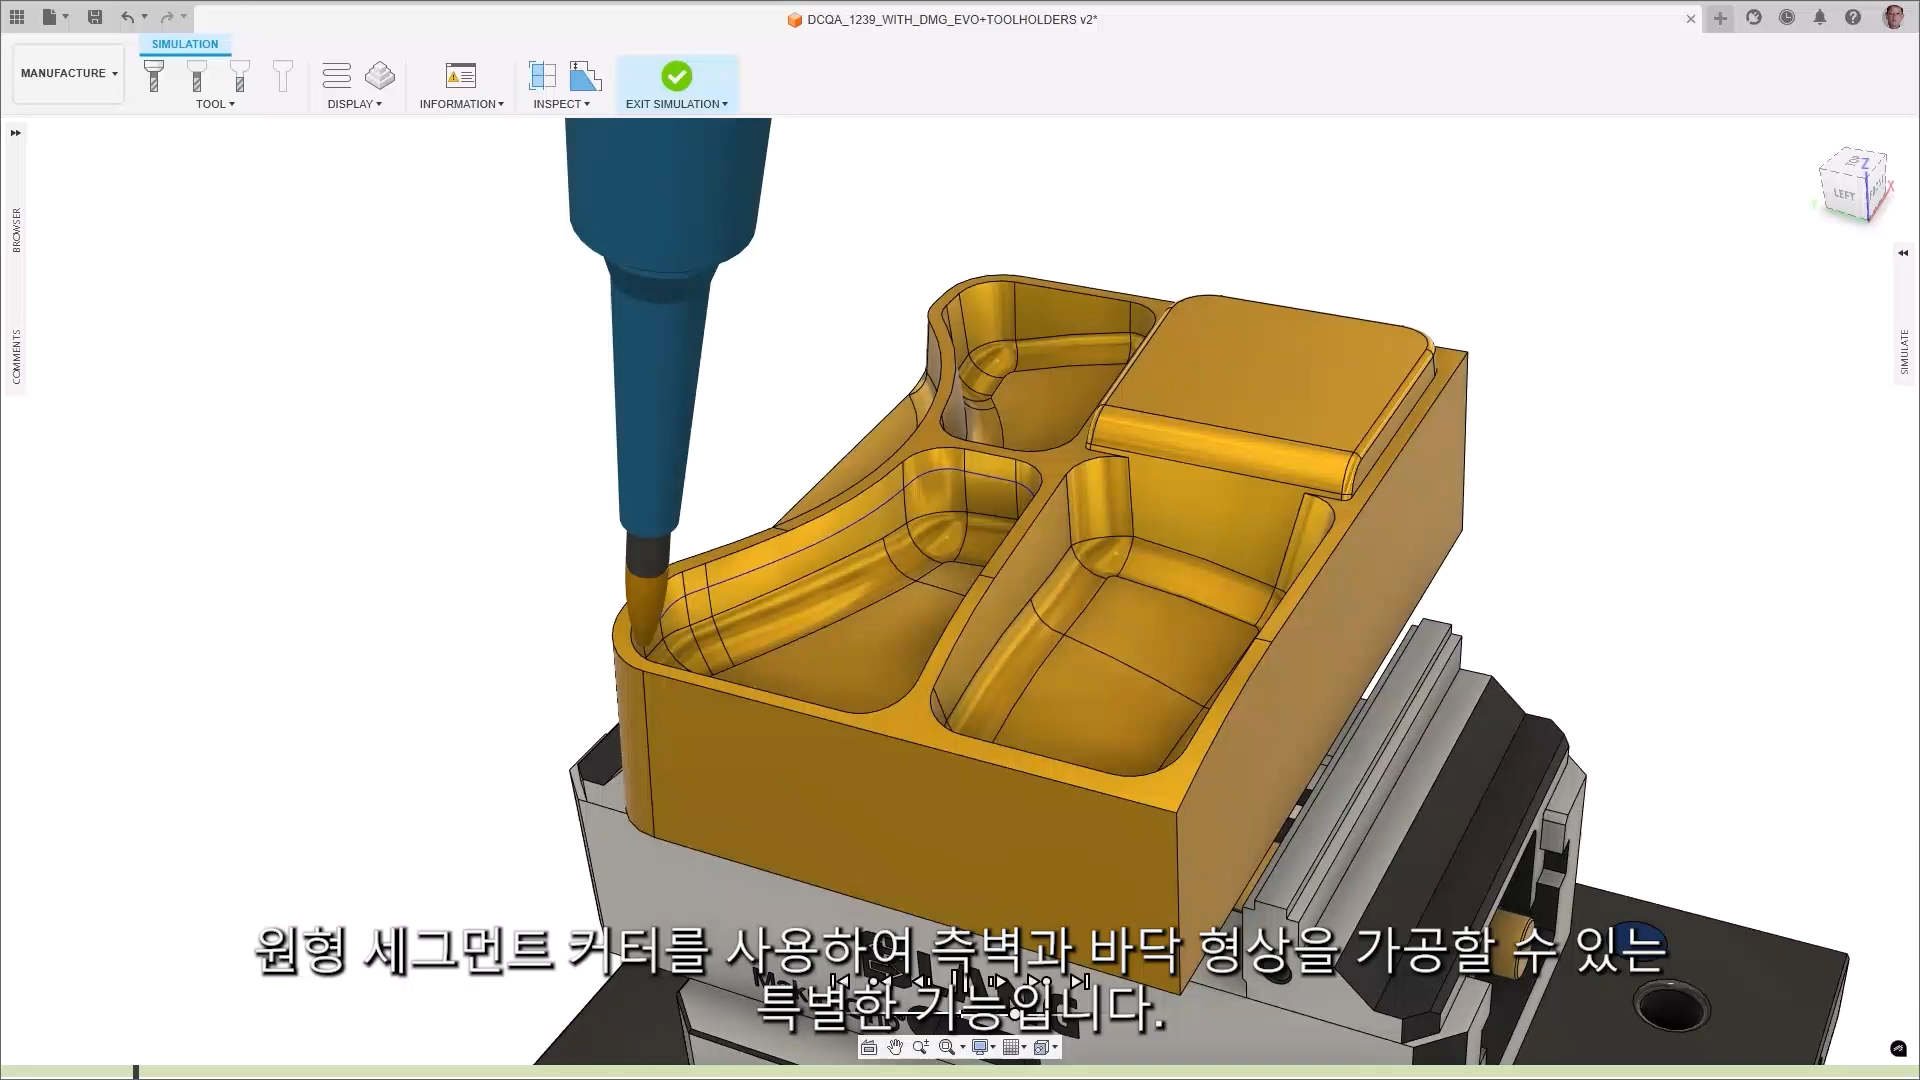 DCQA_1239_WITH_DMG_EVO+TOOLHOLDERS v2*
SIMULATION
MANUFACTURE
TOOL
DISPLAY
INFORMATION
INSPECT
EXIT SIMULATION
BROWSER
COMMENTS
TOP
Z
LEFT
X
Y
SIMULATE
원형 세그먼트 커터를 사용하여 측벽과 바닥 형상을 가공할 수 있는
특별한 기능입니다.